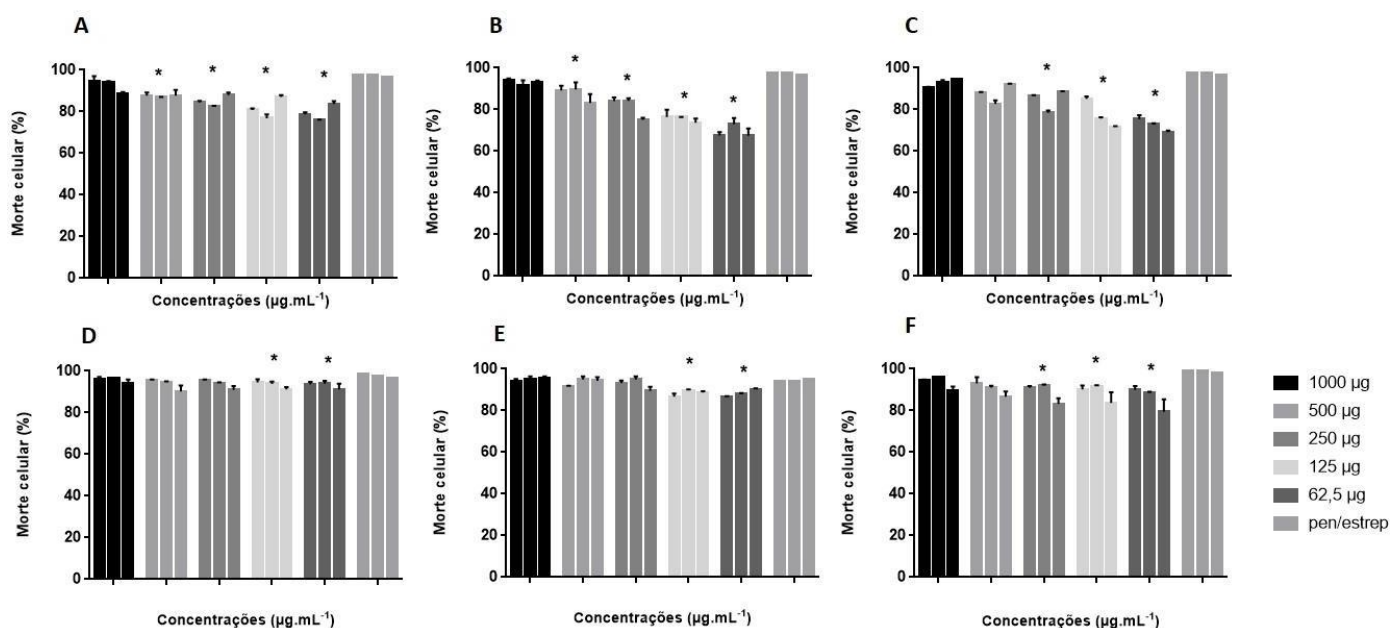 A
Morte celular (%)
100
80
60
40
20
0
* * * *
Concentrações (µg.mL⁻¹)
B
Morte celular (%)
100
80
60
40
20
0
* * * *
Concentrações (µg.mL⁻¹)
C
Morte celular (%)
100
80
60
40
20
0
* * *
Concentrações (µg.mL⁻¹)
D
Morte celular (%)
100
80
60
40
20
0
* *
Concentrações (µg.mL⁻¹)
E
Morte celular (%)
100
80
60
40
20
0
* *
Concentrações (µg.mL⁻¹)
F
Morte celular (%)
100
80
60
40
20
0
* * *
Concentrações (µg.mL⁻¹)
1000 µg
500 µg
250 µg
125 µg
62,5 µg
pen/estrep